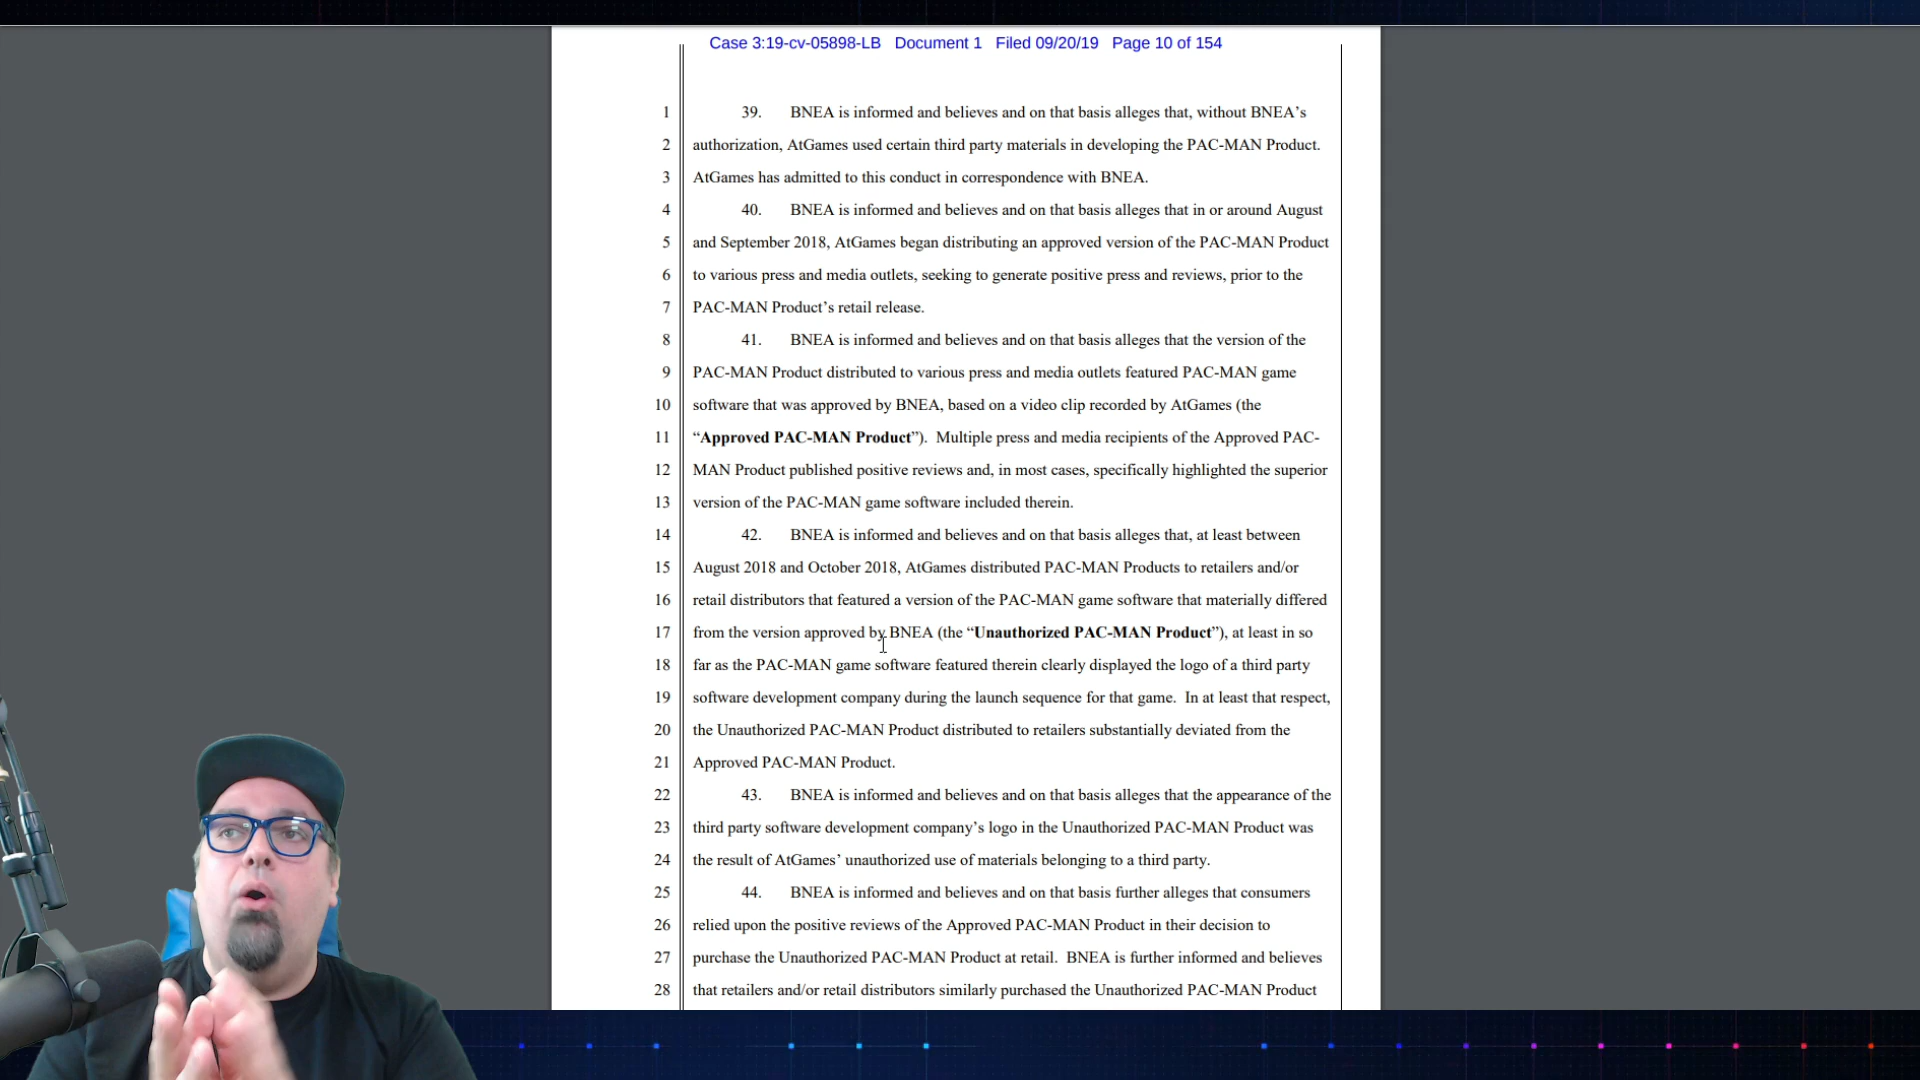 Case 3:19-cv-05898-LB Document 1 Filed 09/20/19 Page 10 of 154
1 39. BNEA is informed and believes and on that basis alleges that, without BNEA’s
2 authorization, AtGames used certain third party materials in developing the PAC-MAN Product.
3 AtGames has admitted to this conduct in correspondence with BNEA.
4 40. BNEA is informed and believes and on that basis alleges that in or around August
5 and September 2018, AtGames began distributing an approved version of the PAC-MAN Product
6 to various press and media outlets, seeking to generate positive press and reviews, prior to the
7 PAC-MAN Product’s retail release.
8 41. BNEA is informed and believes and on that basis alleges that the version of the
9 PAC-MAN Product distributed to various press and media outlets featured PAC-MAN game
10 software that was approved by BNEA, based on a video clip recorded by AtGames (the
11 “Approved PAC-MAN Product”). Multiple press and media recipients of the Approved PAC-
12 MAN Product published positive reviews and, in most cases, specifically highlighted the superior
13 version of the PAC-MAN game software included therein.
14 42. BNEA is informed and believes and on that basis alleges that, at least between
15 August 2018 and October 2018, AtGames distributed PAC-MAN Products to retailers and/or
16 retail distributors that featured a version of the PAC-MAN game software that materially differed
17 from the version approved by BNEA (the “Unauthorized PAC-MAN Product”), at least in so
18 far as the PAC-MAN game software featured therein clearly displayed the logo of a third party
19 software development company during the launch sequence for that game. In at least that respect,
20 the Unauthorized PAC-MAN Product distributed to retailers substantially deviated from the
21 Approved PAC-MAN Product.
22 43. BNEA is informed and believes and on that basis alleges that the appearance of the
23 third party software development company’s logo in the Unauthorized PAC-MAN Product was
24 the result of AtGames’ unauthorized use of materials belonging to a third party.
25 44. BNEA is informed and believes and on that basis further alleges that consumers
26 relied upon the positive reviews of the Approved PAC-MAN Product in their decision to
27 purchase the Unauthorized PAC-MAN Product at retail. BNEA is further informed and believes
28 that retailers and/or retail distributors similarly purchased the Unauthorized PAC-MAN Product